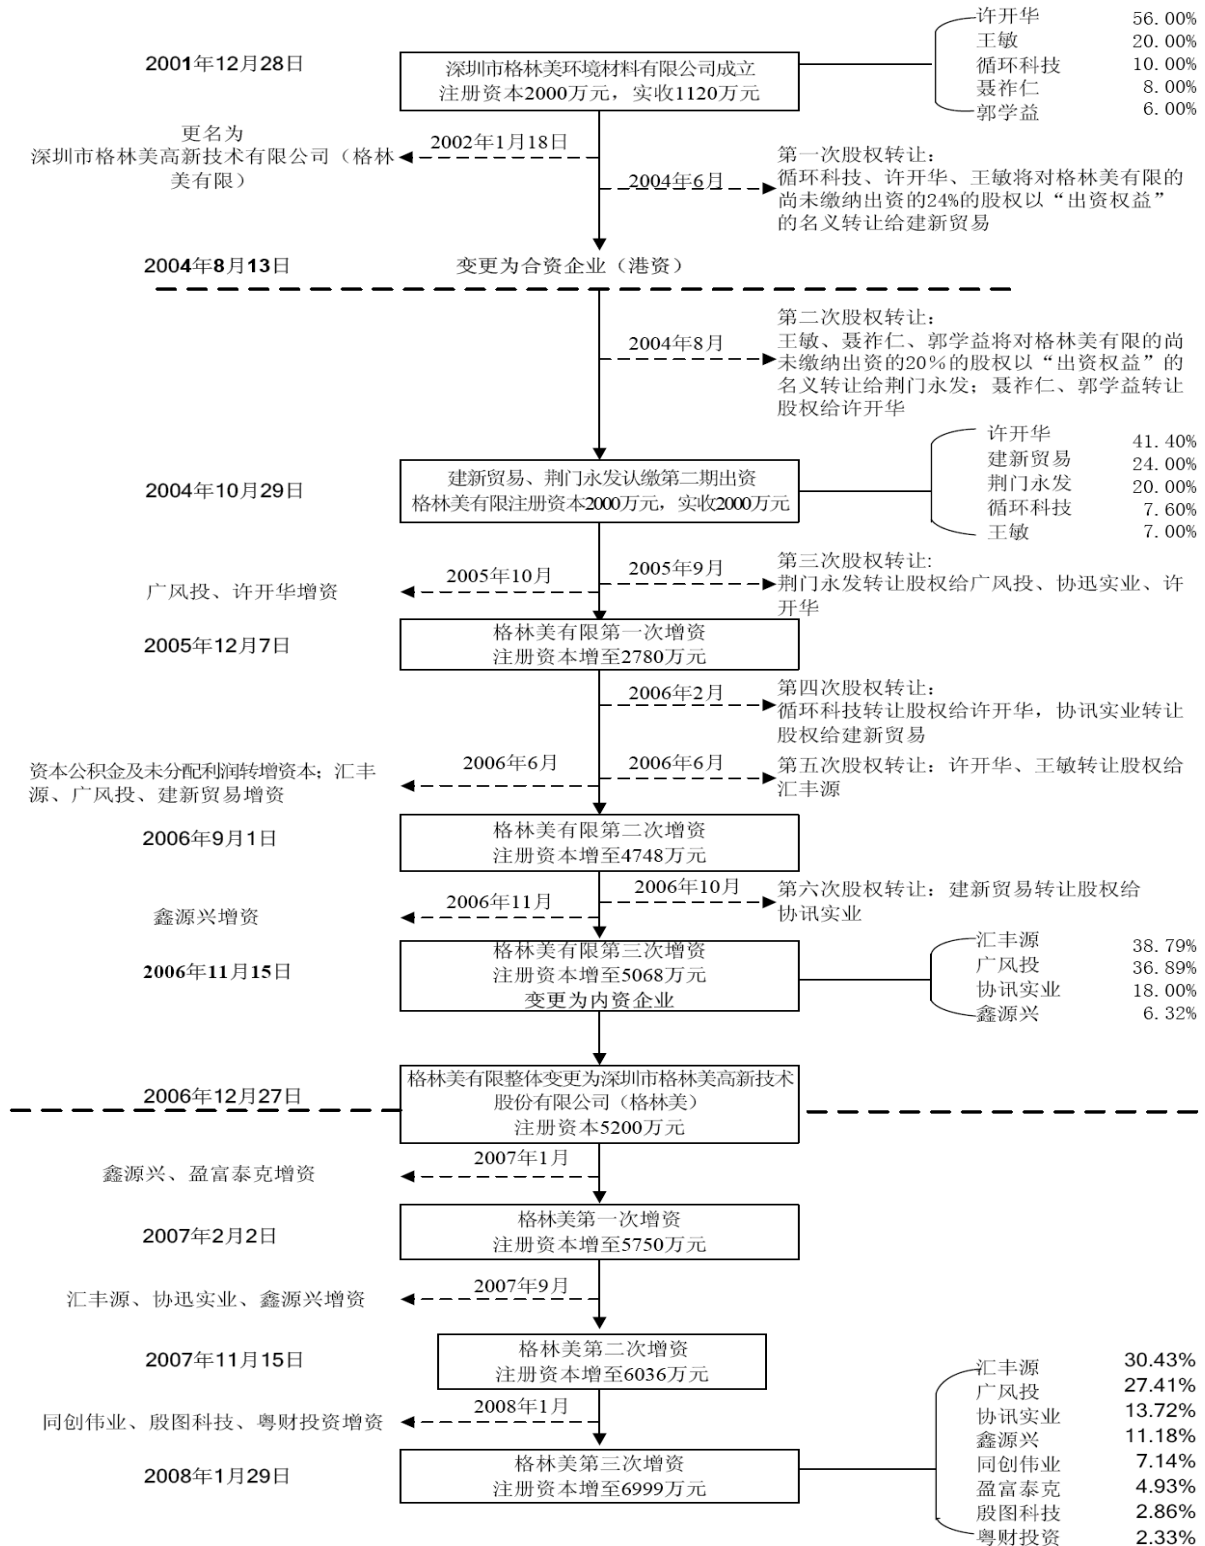 许开华 56.00%
王敏 20.00%
循环科技 10.00%
聂祚仁 8.00%
郭学益 6.00%
2001年12月28日
深圳市格林美环境材料有限公司成立
注册资本2000万元，实收1120万元
更名为
深圳市格林美高新技术有限公司（格林
美有限）
2002年1月18日
2004年6月
第一次股权转让：
循环科技、许开华、王敏将对格林美有限的
尚未缴纳出资的24%的股权以“出资权益”
的名义转让给建新贸易
2004年8月13日
变更为合资企业（港资）
2004年8月
第二次股权转让：
王敏、聂祚仁、郭学益将对格林美有限的尚
未缴纳出资的20％的股权以“出资权益”的
名义转让给荆门永发；聂祚仁、郭学益转让
股权给许开华
2004年10月29日
建新贸易、荆门永发认缴第二期出资
格林美有限注册资本2000万元，实收2000万元
许开华 41.40%
建新贸易 24.00%
荆门永发 20.00%
循环科技 7.60%
王敏 7.00%
广风投、许开华增资
2005年10月
2005年9月
第三次股权转让:
荆门永发转让股权给广风投、协迅实业、许
开华
2005年12月7日
格林美有限第一次增资
注册资本增至2780万元
2006年2月
第四次股权转让：
循环科技转让股权给许开华，协讯实业转让
股权给建新贸易
资本公积金及未分配利润转增资本；汇丰
源、广风投、建新贸易增资
2006年6月
2006年6月
第五次股权转让：许开华、王敏转让股权给
汇丰源
2006年9月1日
格林美有限第二次增资
注册资本增至4748万元
鑫源兴增资
2006年11月
2006年10月
第六次股权转让：建新贸易转让股权给
协讯实业
2006年11月15日
格林美有限第三次增资
注册资本增至5068万元
变更为内资企业
汇丰源 38.79%
广风投 36.89%
协讯实业 18.00%
鑫源兴 6.32%
2006年12月27日
格林美有限整体变更为深圳市格林美高新技术
股份有限公司（格林美）
注册资本5200万元
鑫源兴、盈富泰克增资
2007年1月
2007年2月2日
格林美第一次增资
注册资本增至5750万元
汇丰源、协迅实业、鑫源兴增资
2007年9月
2007年11月15日
格林美第二次增资
注册资本增至6036万元
同创伟业、殷图科技、粤财投资增资
2008年1月
2008年1月29日
格林美第三次增资
注册资本增至6999万元
汇丰源 30.43%
广风投 27.41%
协讯实业 13.72%
鑫源兴 11.18%
同创伟业 7.14%
盈富泰克 4.93%
殷图科技 2.86%
粤财投资 2.33%